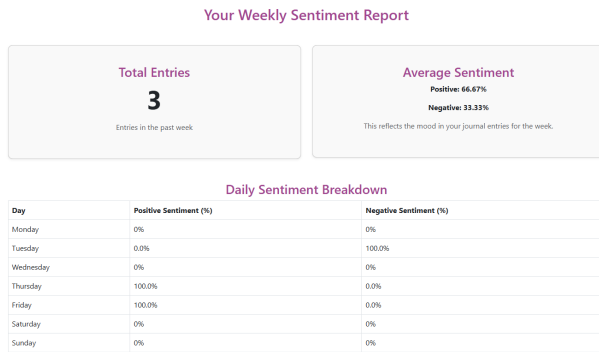 Your Weekly Sentiment Report
Total Entries
3
Entries in the past week
Average Sentiment
Positive: 66.67%
Negative: 33.33%
This reflects the mood in your journal entries for the week.
Daily Sentiment Breakdown
Day Positive Sentiment (%) Negative Sentiment (%)
Monday 0% 0%
Tuesday 0.0% 100.0%
Wednesday 0% 0%
Thursday 100.0% 0.0%
Friday 100.0% 0.0%
Saturday 0% 0%
Sunday 0% 0%